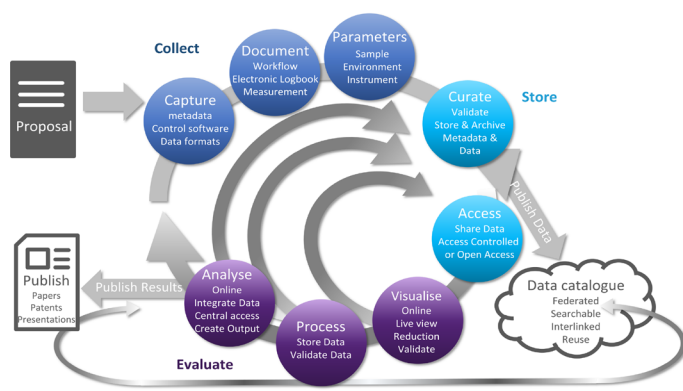 Collect
Proposal
Capture
metadata
Control software
Data formats
Document
Workflow
Electronic Logbook
Measurement
Parameters
Sample
Environment
Instrument
Store
Curate
Validate
Store & Archive
Metadata &
Data
Publish Data
Access
Share Data
Access Controlled
or Open Access
Data catalogue
Federated
Searchable
Interlinked
Reuse
Visualise
Online
Live view
Reduction
Validate
Process
Store Data
Validate Data
Analyse
Online
Integrate Data
Central access
Create Output
Evaluate
Publish Results
Publish
Papers
Patents
Presentations